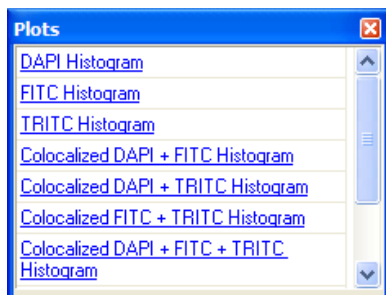 Plots
DAPI Histogram
FITC Histogram
TRITC Histogram
Colocalized DAPI + FITC Histogram
Colocalized DAPI + TRITC Histogram
Colocalized FITC + TRITC Histogram
Colocalized DAPI + FITC + TRITC
Histogram